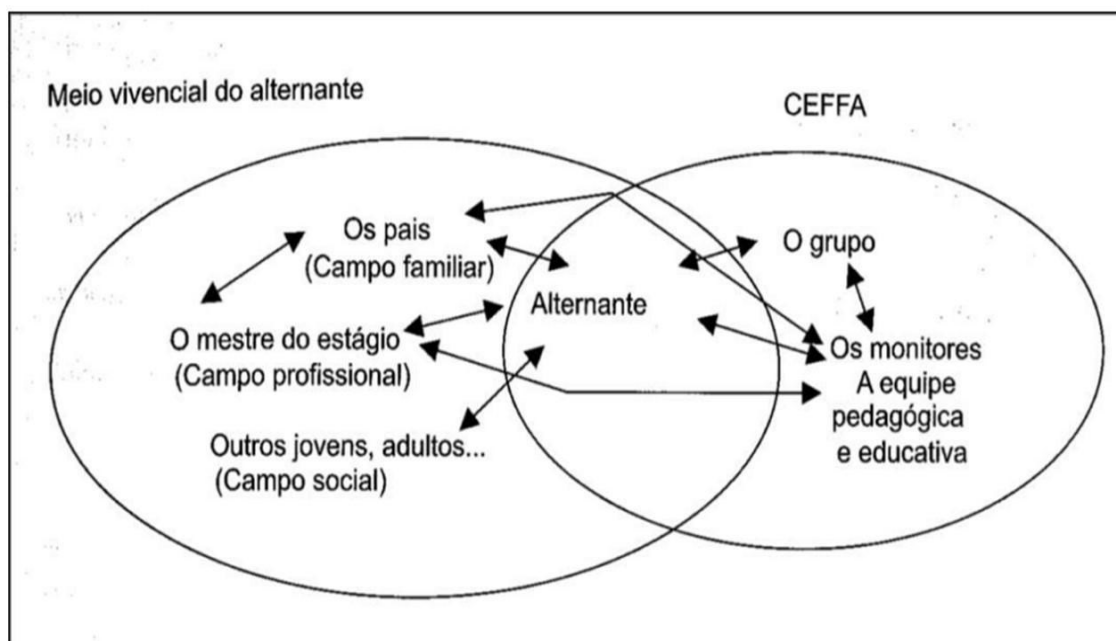 Meio vivencial do alternante
CEFFA
Os pais
(Campo familiar)
O grupo
Alternante
O mestre do estágio
(Campo profissional)
Os monitores
A equipe
pedagógica
e educativa
Outros jovens, adultos...
(Campo social)